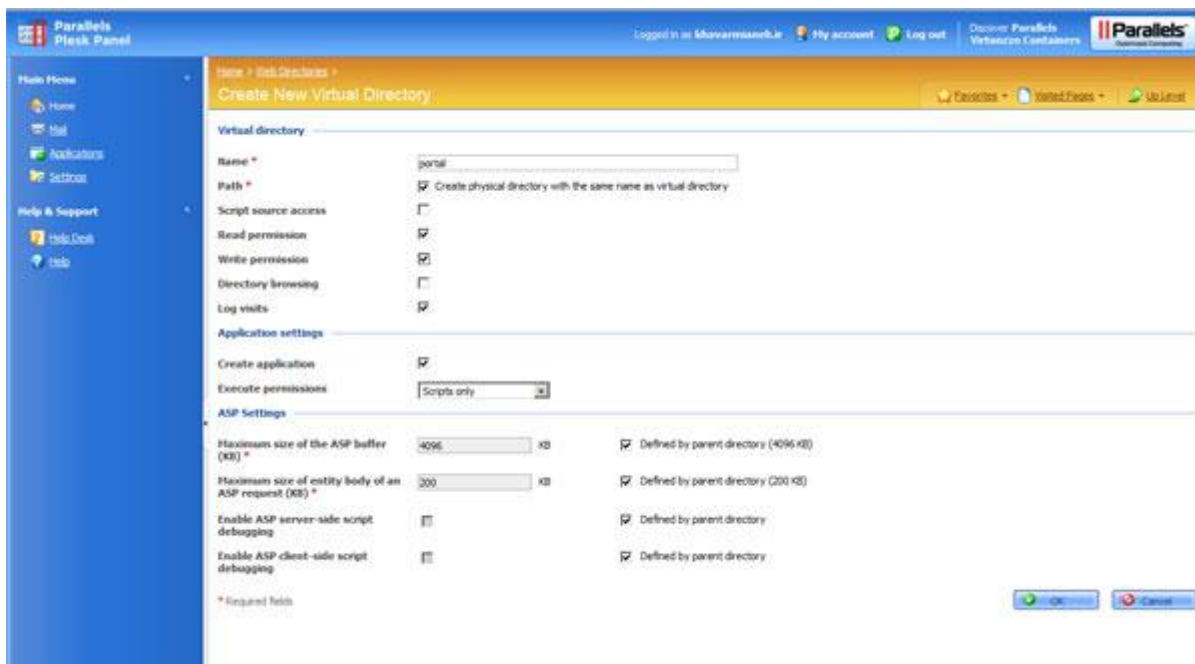 Parallels
Plesk Panel
Logged in as
My account
Log out
Discover Parallels
Virtuozzo Containers
Parallels
Optimized Computing
Main Menu
Home
Mail
Applications
Settings
Help & Support
Help Desk
Help
Home > Web Directories >
Create New Virtual Directory
Favorites
Visited Pages
Up Level
Virtual directory
Name *
portal
Path *
Create physical directory with the same name as virtual directory
Script source access
Read permission
Write permission
Directory browsing
Log visits
Application settings
Create application
Execute permissions
Scripts only
ASP Settings
Maximum size of the ASP buffer
(KB) *
4096 KB
Defined by parent directory (4096 KB)
Maximum size of entity body of an
ASP request (KB) *
200 KB
Defined by parent directory (200 KB)
Enable ASP server-side script
debugging
Defined by parent directory
Enable ASP client-side script
debugging
Defined by parent directory
* Required fields
OK
Cancel